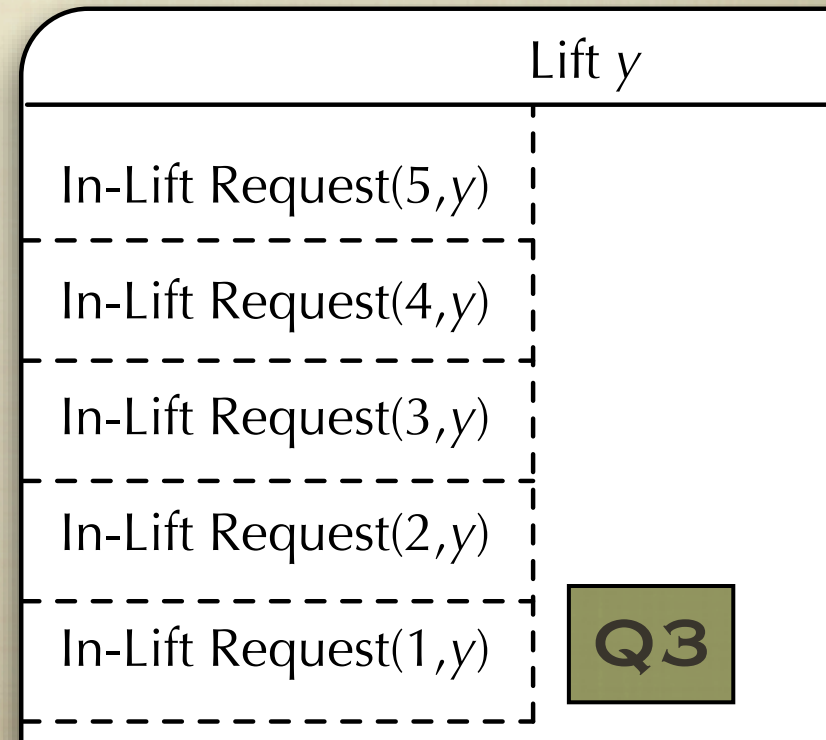 Lift y
In-Lift Request(5,y)
In-Lift Request(4,y)
In-Lift Request(3,y)
In-Lift Request(2,y)
In-Lift Request(1,y)
Q3